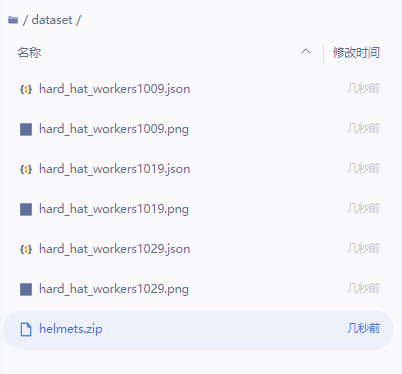 / dataset /
名称 修改时间
hard_hat_workers1009.json 几秒前
hard_hat_workers1009.png 几秒前
hard_hat_workers1019.json 几秒前
hard_hat_workers1019.png 几秒前
hard_hat_workers1029.json 几秒前
hard_hat_workers1029.png 几秒前
helmets.zip 几秒前